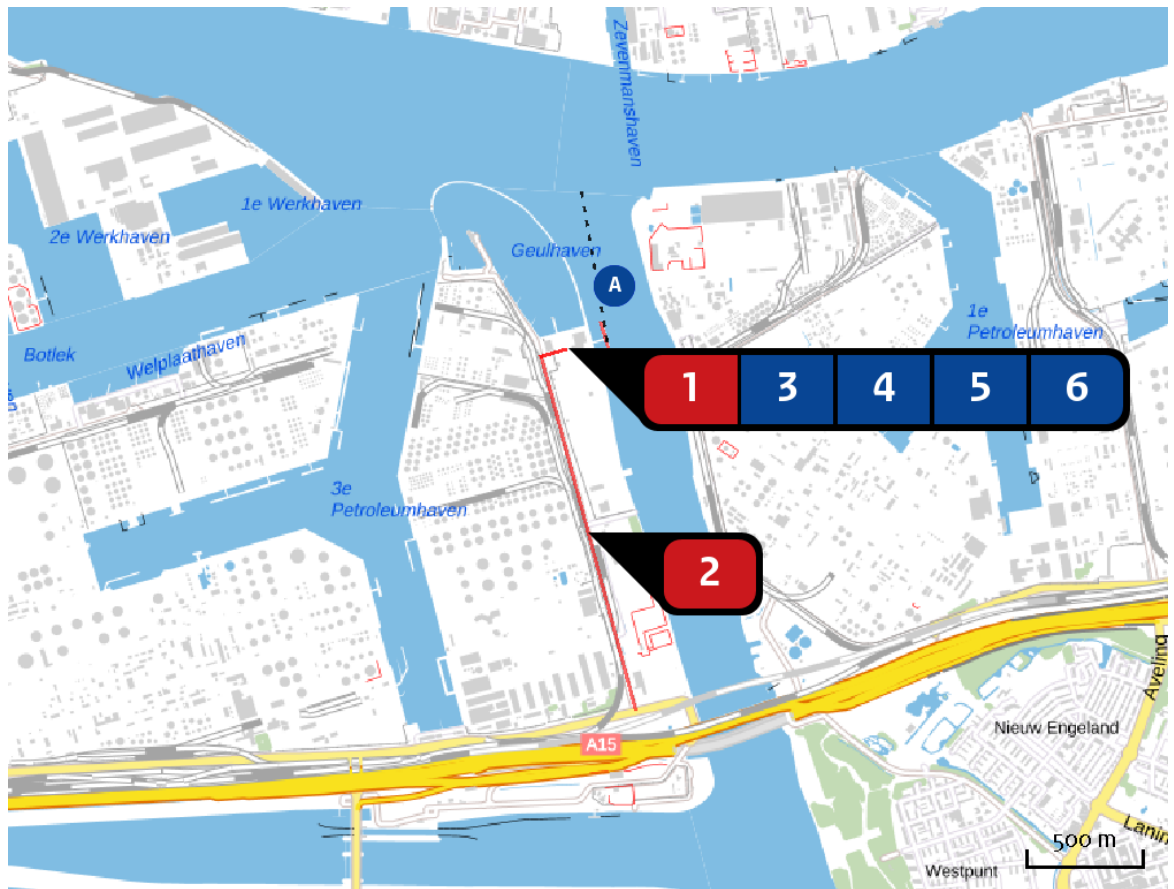 Zevenmanshaven
1e Werkhaven
2e Werkhaven
Geulhaven
A
1e
Petroleumhaven
Botlek
Welplaathaven
1
3
4
5
6
3e
Petroleumhaven
2
Aveling
Nieuw Engeland
A15
Lanin
500 m
Westpunt